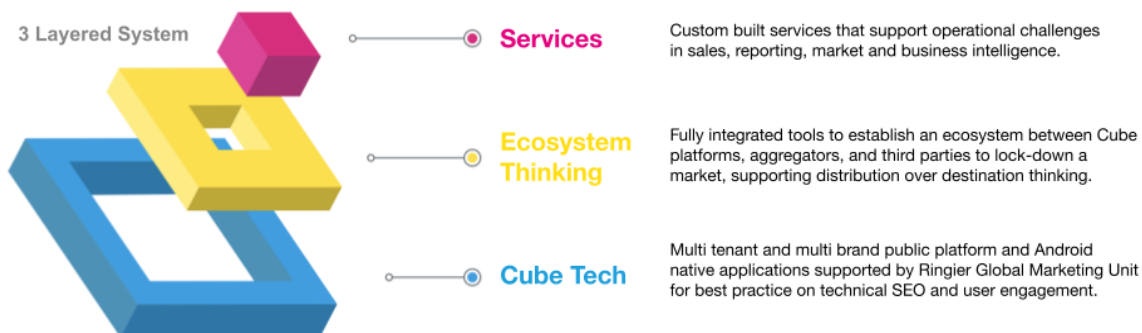 3 Layered System
Services
Custom built services that support operational challenges
in sales, reporting, market and business intelligence.
Ecosystem
Thinking
Fully integrated tools to establish an ecosystem between Cube
platforms, aggregators, and third parties to lock-down a
market, supporting distribution over destination thinking.
Cube Tech
Multi tenant and multi brand public platform and Android
native applications supported by Ringier Global Marketing Unit
for best practice on technical SEO and user engagement.